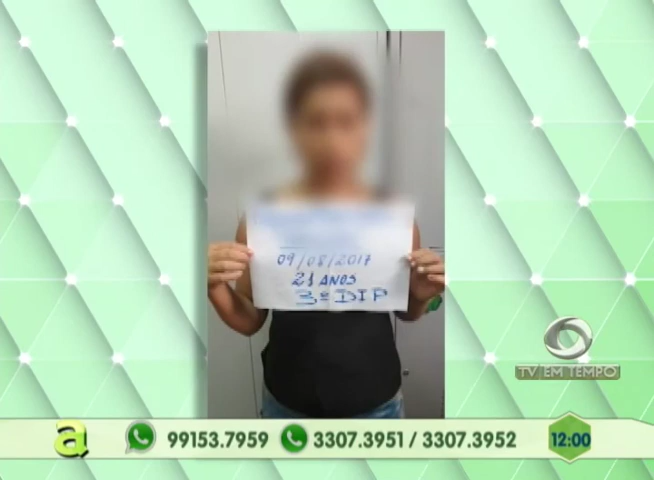 09/08/2017
21 ANOS
3º DIP
TV EM TEMPO
a 99153.7959 3307.3951 / 3307.3952 12:00